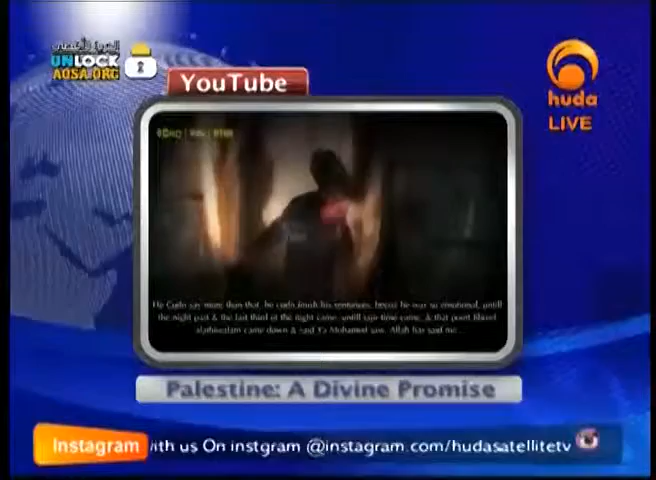 UNLOCK
AQSA.ORG
YouTube
huda
LIVE
He Cudn say more than that, he cudn finish his sentences, becoz he was so emotional, untill
the night past & the last third of the night came, untill fajr time came, & that point Jibreel
alaihiwsalam came down & said Ya Mohamed saw, Allah has said me...
Palestine: A Divine Promise
Instagram
ith us On instgram @instagram.com/hudasatellitetv